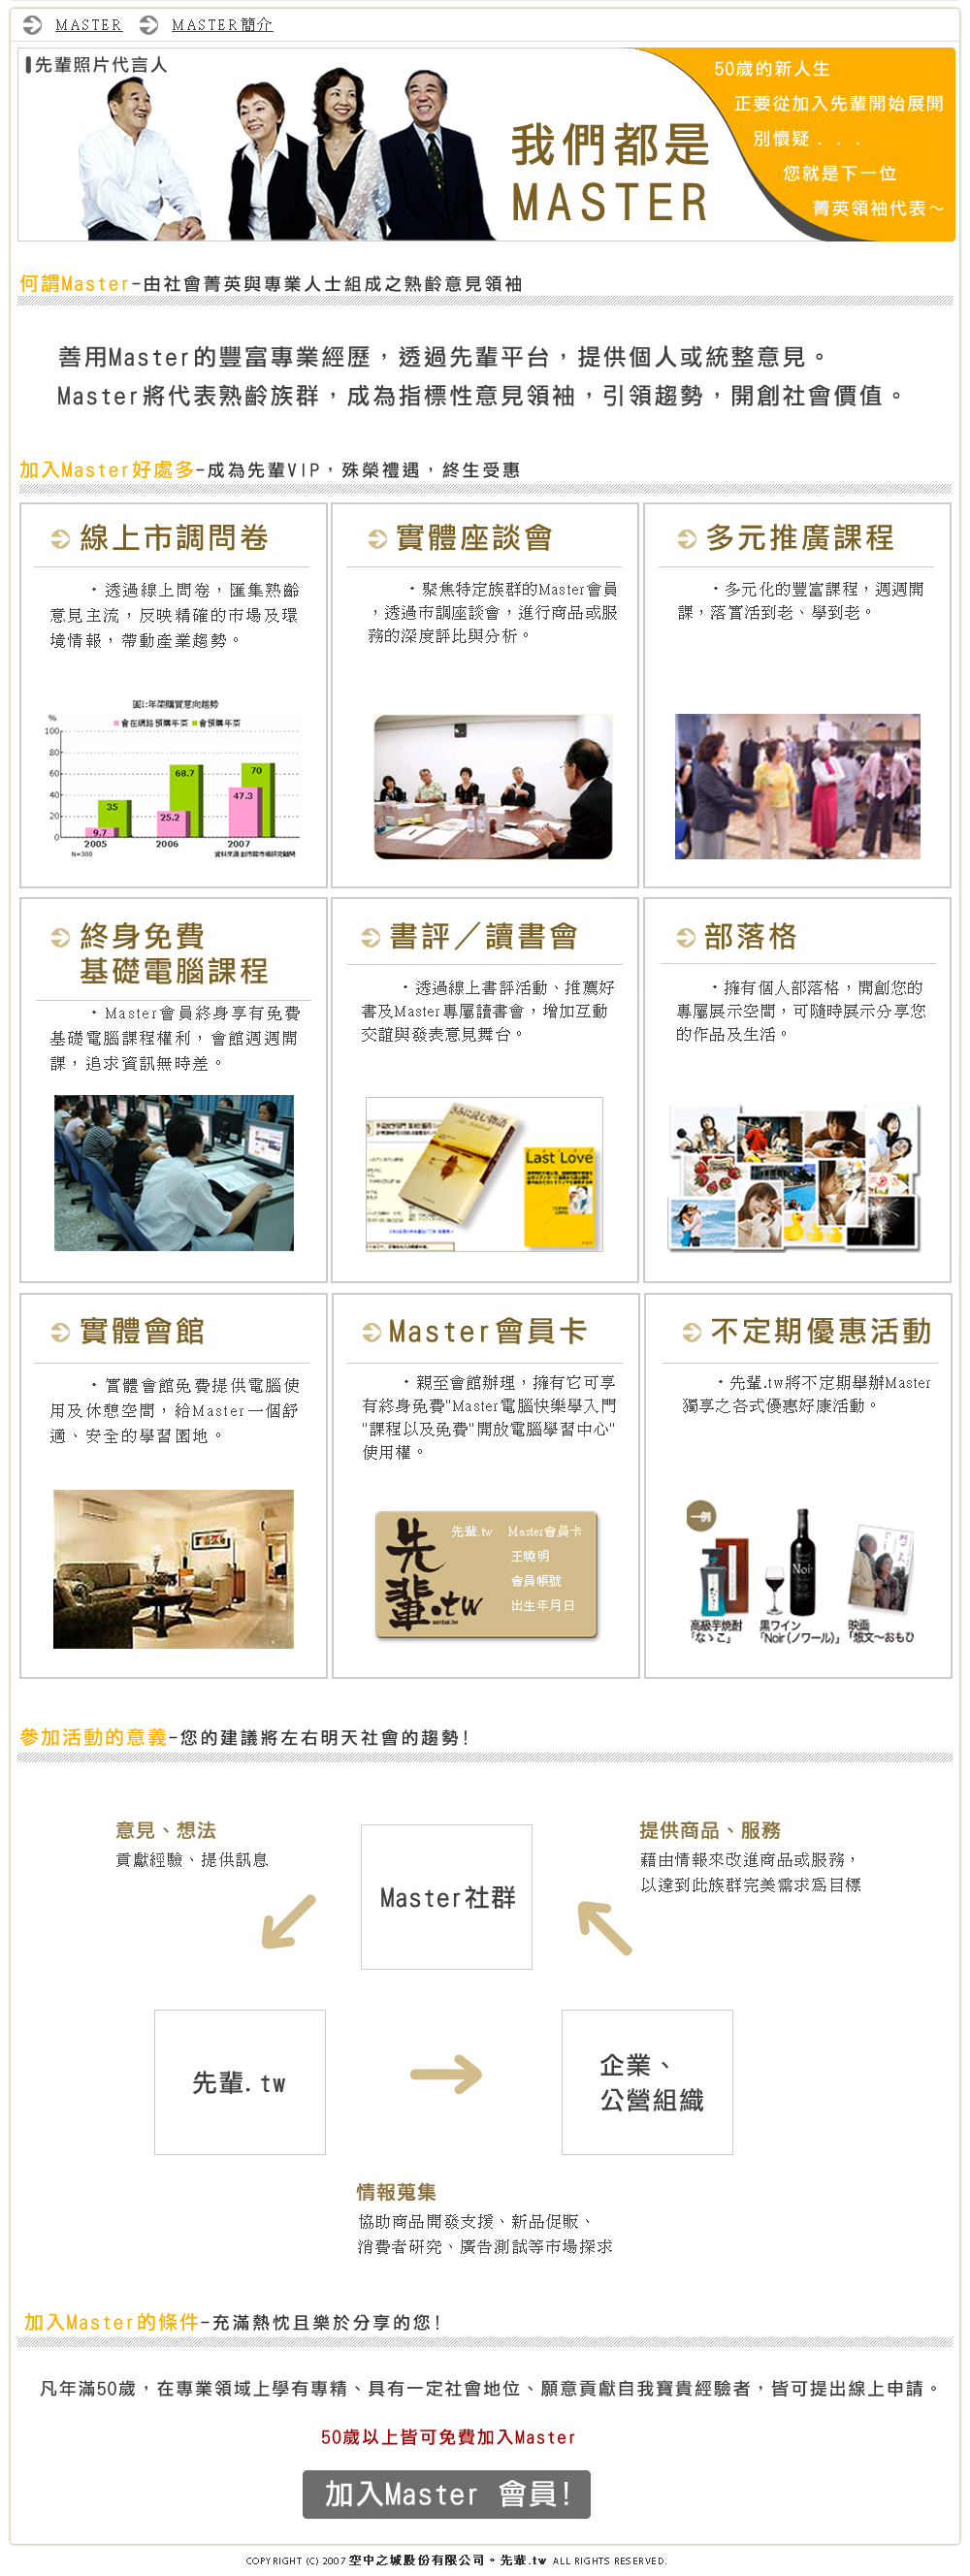 MASTER MASTER簡介
先輩照片代言人
我們都是
MASTER
50歲的新人生
正要從加入先輩開始展開
別懷疑．．．
您就是下一位
菁英領袖代表～
何謂Master-由社會菁英與專業人士組成之熟齡意見領袖
善用Master的豐富專業經歷，透過先輩平台，提供個人或統整意見。
Master將代表熟齡族群，成為指標性意見領袖，引領趨勢，開創社會價值。
加入Master好處多-成為先輩VIP，殊榮禮遇，終生受惠
線上市調問卷
・透過線上問卷，匯集熟齡
意見主流，反映精確的市場及環
境情報，帶動產業趨勢。
圖1:年菜購買意向趨勢
%
會在網路預購年菜 會預購年菜
100
80
60
40
20
0
9.7
35
25.2
68.7
47.3
70
2005 2006 2007
N=300
實體座談會
・聚焦特定族群的Master會員
，透過市調座談會，進行商品或服
務的深度評比與分析。
多元推廣課程
・多元化的豐富課程，週週開
課，落實活到老、學到老。
終身免費
基礎電腦課程
・Master會員終身享有免費
基礎電腦課程權利，會館週週開
課，追求資訊無時差。
書評／讀書會
・透過線上書評活動、推薦好
書及Master專屬讀書會，增加互動
交誼與發表意見舞台。
Last Love
部落格
・擁有個人部落格，開創您的
專屬展示空間，可隨時展示分享您
的作品及生活。
實體會館
・實體會館免費提供電腦使
用及休憩空間，給Master一個舒
適、安全的學習園地。
Master會員卡
・親至會館辦理，擁有它可享
有終身免費"Master電腦快樂學入門
"課程以及免費"開放電腦學習中心"
使用權。
先輩.tw
senbai.tw
先輩.tw Master會員卡
王曉明
會員帳號
出生年月日
不定期優惠活動
・先輩.tw將不定期舉辦Master
獨享之各式優惠好康活動。
一例
Noir
高級芋焼酎
「なゝこ」
黒ワイン
「Noir(ノワール)」
映画
「想文〜おもひ
參加活動的意義-您的建議將左右明天社會的趨勢!
意見、想法
貢獻經驗、提供訊息
Master社群
提供商品、服務
藉由情報來改進商品或服務，
以達到此族群完美需求為目標
先輩.tw
企業、
公營組織
情報蒐集
協助商品開發支援、新品促販、
消費者研究、廣告測試等市場探求
加入Master的條件-充滿熱忱且樂於分享的您!
凡年滿50歲，在專業領域上學有專精、具有一定社會地位、願意貢獻自我寶貴經驗者，皆可提出線上申請。
50歲以上皆可免費加入Master
加入Master 會員!
COPYRIGHT (C) 2007 空中之城股份有限公司。先輩.tw ALL RIGHTS RESERVED.